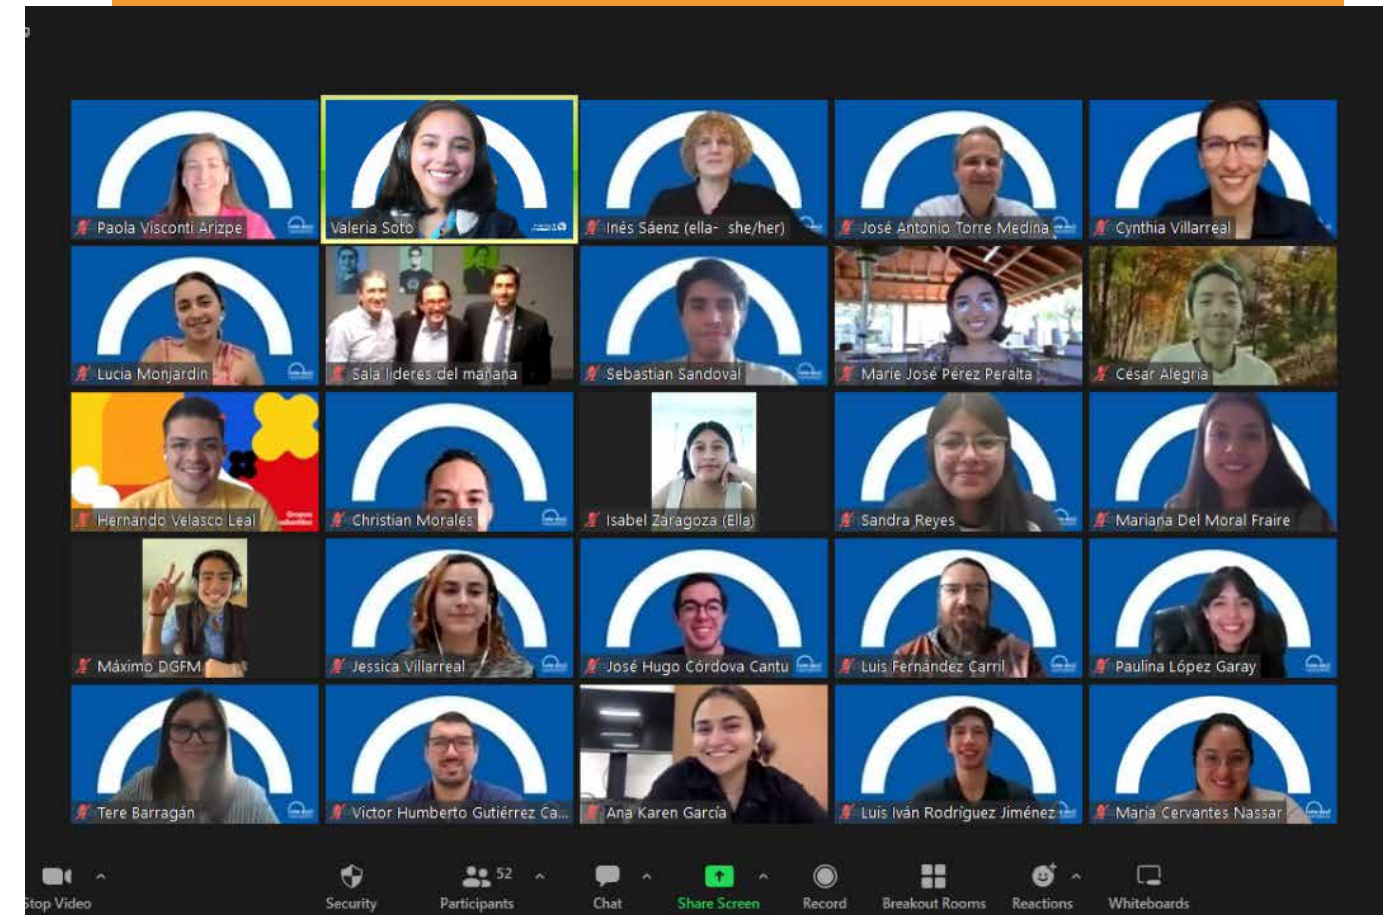 Paola Visconti Arizpe
Valeria Soto
Inés Sáenz (ella- she/her)
José Antonio Torre Medina
Cynthia Villarreal
Lucia Monjardin
Sala lideres del mañana
Sebastian Sandoval
Marie José Pérez Peralta
César Alegría
Hernando Velasco Leal
Christian Morales
Isabel Zaragoza (Ella)
Sandra Reyes
Mariana Del Moral Fraire
Máximo DGFM
Jessica Villarreal
José Hugo Córdova Cantu
Luis Fernández Carril
Paulina López Garay
Tere Barragán
Victor Humberto Gutiérrez Ca...
Ana Karen García
Luis Iván Rodríguez Jiménez
María Cervantes Nassar
52
Stop Video
Security
Participants
Chat
Share Screen
Record
Breakout Rooms
Reactions
Whiteboards